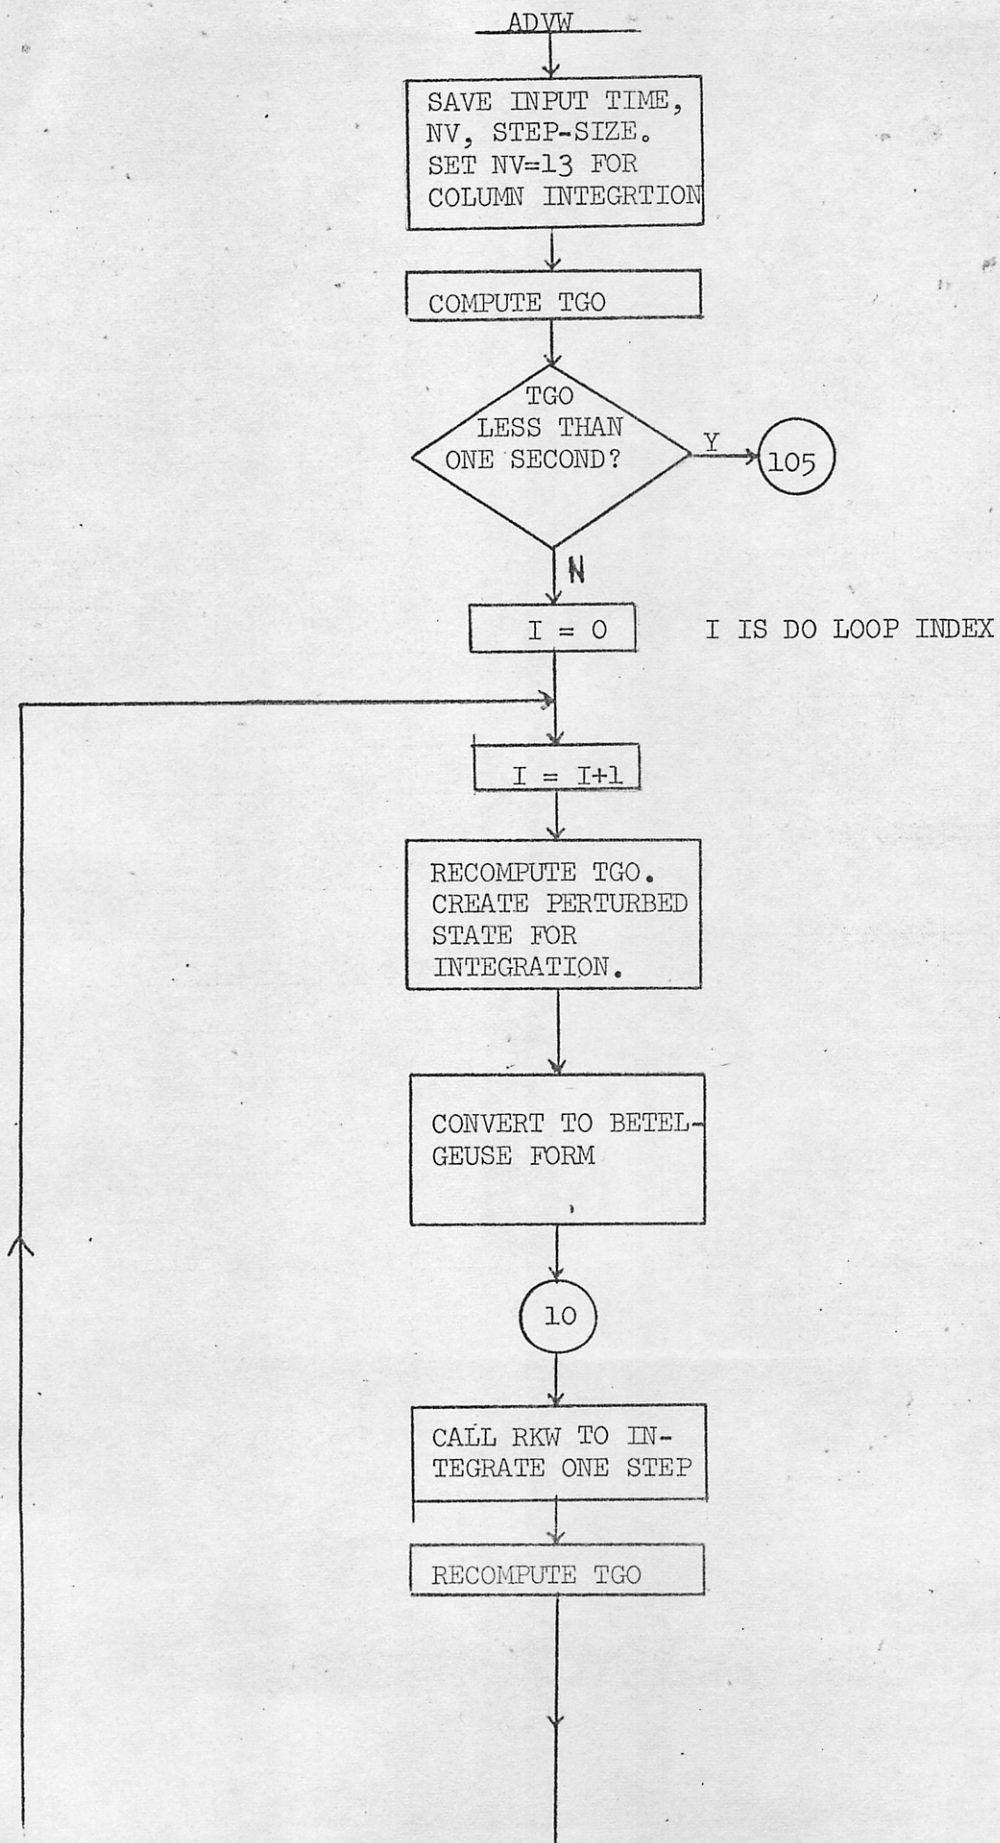 ADVW
SAVE INPUT TIME,
NV, STEP-SIZE.
SET NV=13 FOR
COLUMN INTEGRTION
COMPUTE TGO
TGO
LESS THAN
ONE SECOND?
Y
105
N
I = 0
I IS DO LOOP INDEX
I = I+1
RECOMPUTE TGO.
CREATE PERTURBED
STATE FOR
INTEGRATION.
CONVERT TO BETEL-
GEUSE FORM
10
CALL RKW TO IN-
TEGRATE ONE STEP
RECOMPUTE TGO